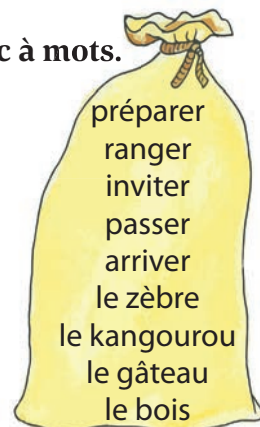 c à mots.
préparer
ranger
inviter
passer
arriver
le zèbre
le kangourou
le gâteau
le bois